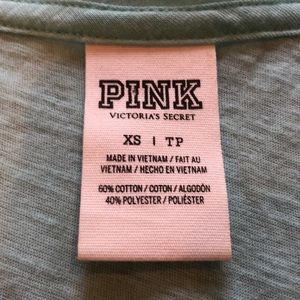 PINK
VICTORIA'S SECRET
XS | TP
MADE IN VIETNAM / FAIT AU
VIETNAM / HECHO EN VIETNAM
60% COTTON / COTON / ALGODÓN
40% POLYESTER / POLIÉSTER